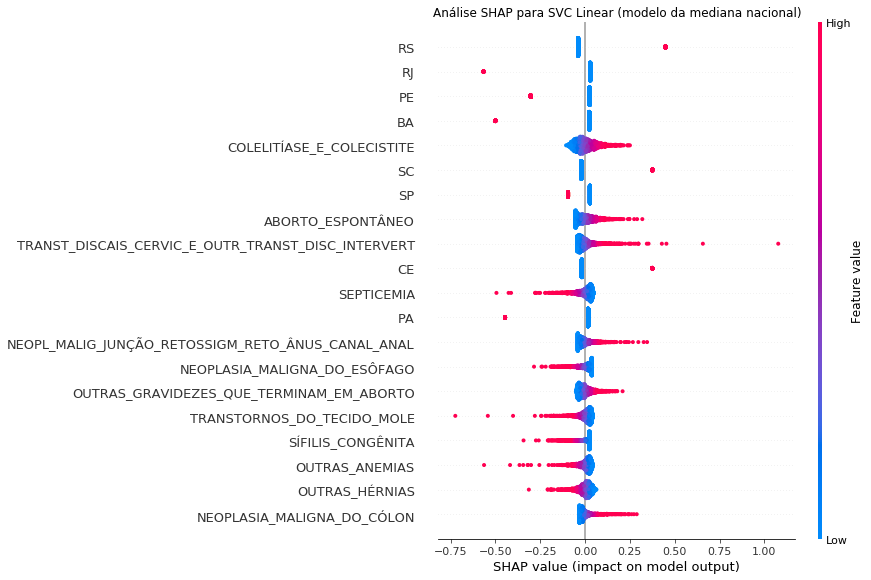 Análise SHAP para SVC Linear (modelo da mediana nacional)
High
RS
RJ
PE
BA
COLELITÍASE_E_COLECISTITE
SC
SP
ABORTO_ESPONTÂNEO
TRANST_DISCAIS_CERVIC_E_OUTR_TRANST_DISC_INTERVERT
CE
SEPTICEMIA
PA
NEOPL_MALIG_JUNÇÃO_RETOSSIGM_RETO_ÂNUS_CANAL_ANAL
NEOPLASIA_MALIGNA_DO_ESÔFAGO
OUTRAS_GRAVIDEZES_QUE_TERMINAM_EM_ABORTO
TRANSTORNOS_DO_TECIDO_MOLE
SÍFILIS_CONGÊNITA
OUTRAS_ANEMIAS
OUTRAS_HÉRNIAS
NEOPLASIA_MALIGNA_DO_CÓLON
Feature value
Low
−0.75 −0.50 −0.25 0.00 0.25 0.50 0.75 1.00
SHAP value (impact on model output)